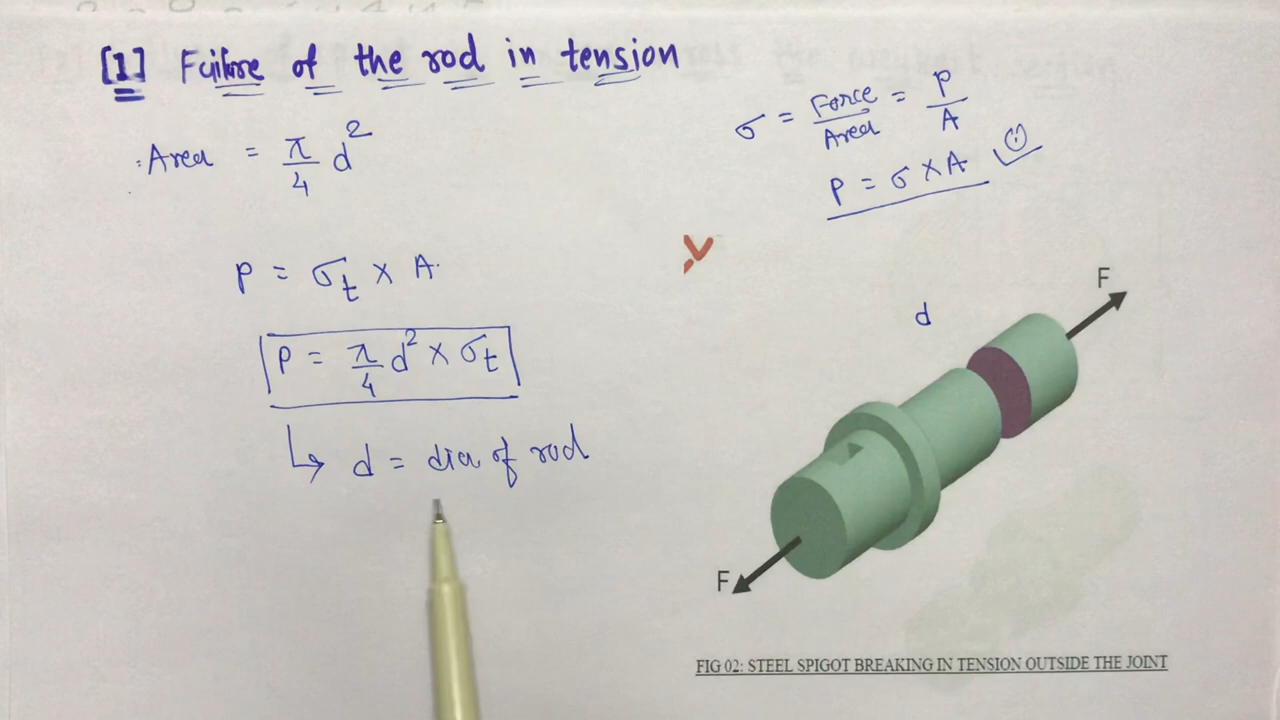 [1] Failure of the rod in tension
Area = π/4 d²
σ = Force/Area = P/A
P = σ × A ①
P = σt × A
P = π/4 d² × σt
↳ d = dia of rod
d
F
F
FIG 02: STEEL SPIGOT BREAKING IN TENSION OUTSIDE THE JOINT